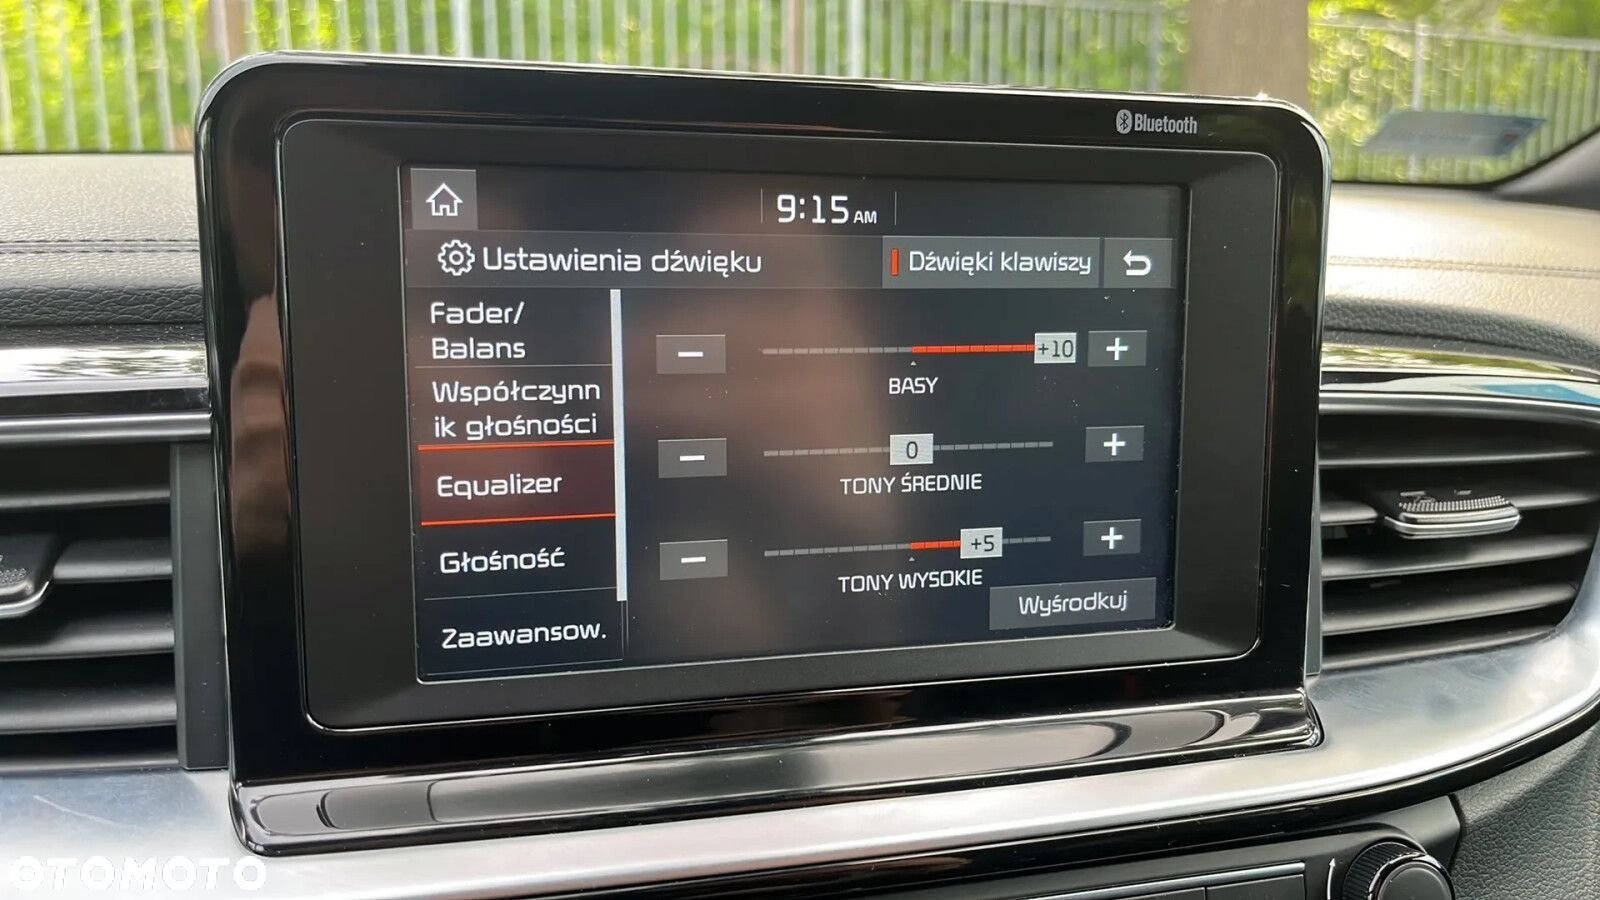 Bluetooth
9:15 AM
Ustawienia dźwięku
Dźwięki klawiszy
Fader/
Balans
Współczynn
ik głośności
Equalizer
Głośność
Zaawansow.
− +10 +
BASY
− 0 +
TONY ŚREDNIE
− +5 +
TONY WYSOKIE
Wyśrodkuj
OTOMOTO